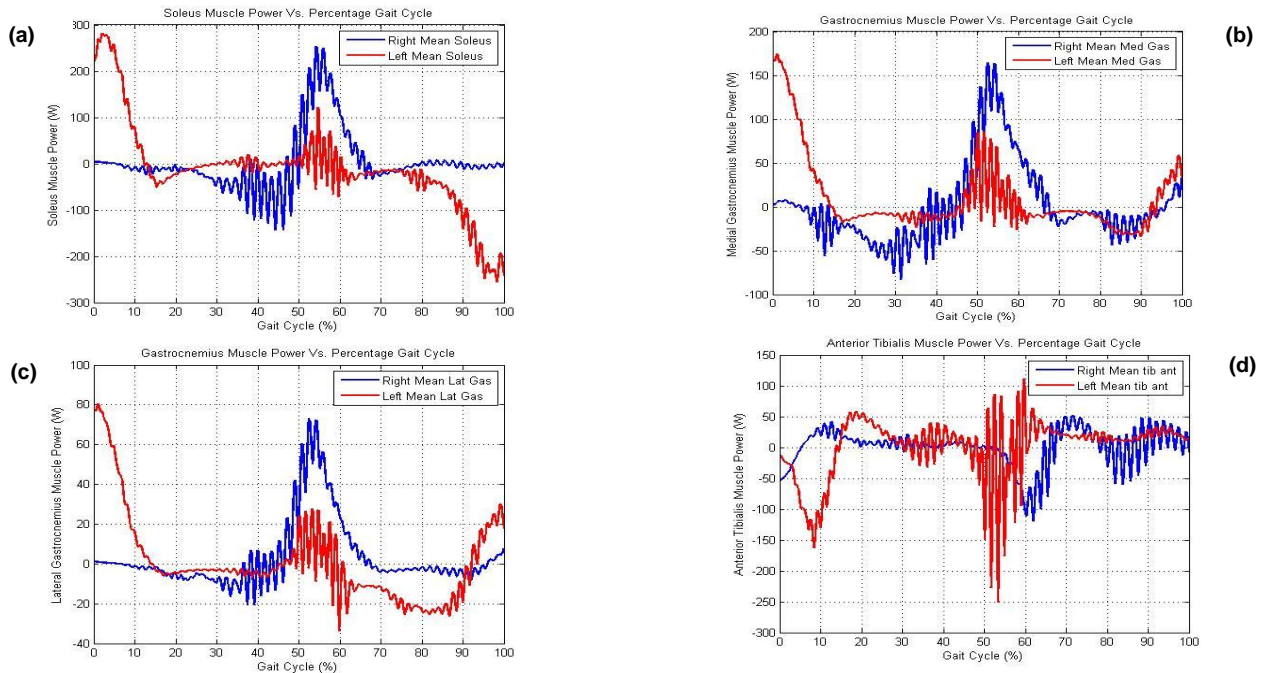 (a)
Soleus Muscle Power Vs. Percentage Gait Cycle
Right Mean Soleus
Left Mean Soleus
Soleus Muscle Power (W)
300
200
100
0
-100
-200
-300
0 10 20 30 40 50 60 70 80 90 100
Gait Cycle (%)
(b)
Gastrocnemius Muscle Power Vs. Percentage Gait Cycle
Right Mean Med Gas
Left Mean Med Gas
Medial Gastrocnemius Muscle Power (W)
200
150
100
50
0
-50
-100
0 10 20 30 40 50 60 70 80 90 100
Gait Cycle (%)
(c)
Gastrocnemius Muscle Power Vs. Percentage Gait Cycle
Right Mean Lat Gas
Left Mean Lat Gas
Lateral Gastrocnemius Muscle Power (W)
100
80
60
40
20
0
-20
-40
0 10 20 30 40 50 60 70 80 90 100
Gait Cycle (%)
(d)
Anterior Tibialis Muscle Power Vs. Percentage Gait Cycle
Right Mean tib ant
Left Mean tib ant
Anterior Tibialis Muscle Power (W)
150
100
50
0
-50
-100
-150
-200
-250
-300
0 10 20 30 40 50 60 70 80 90 100
Gait Cycle (%)